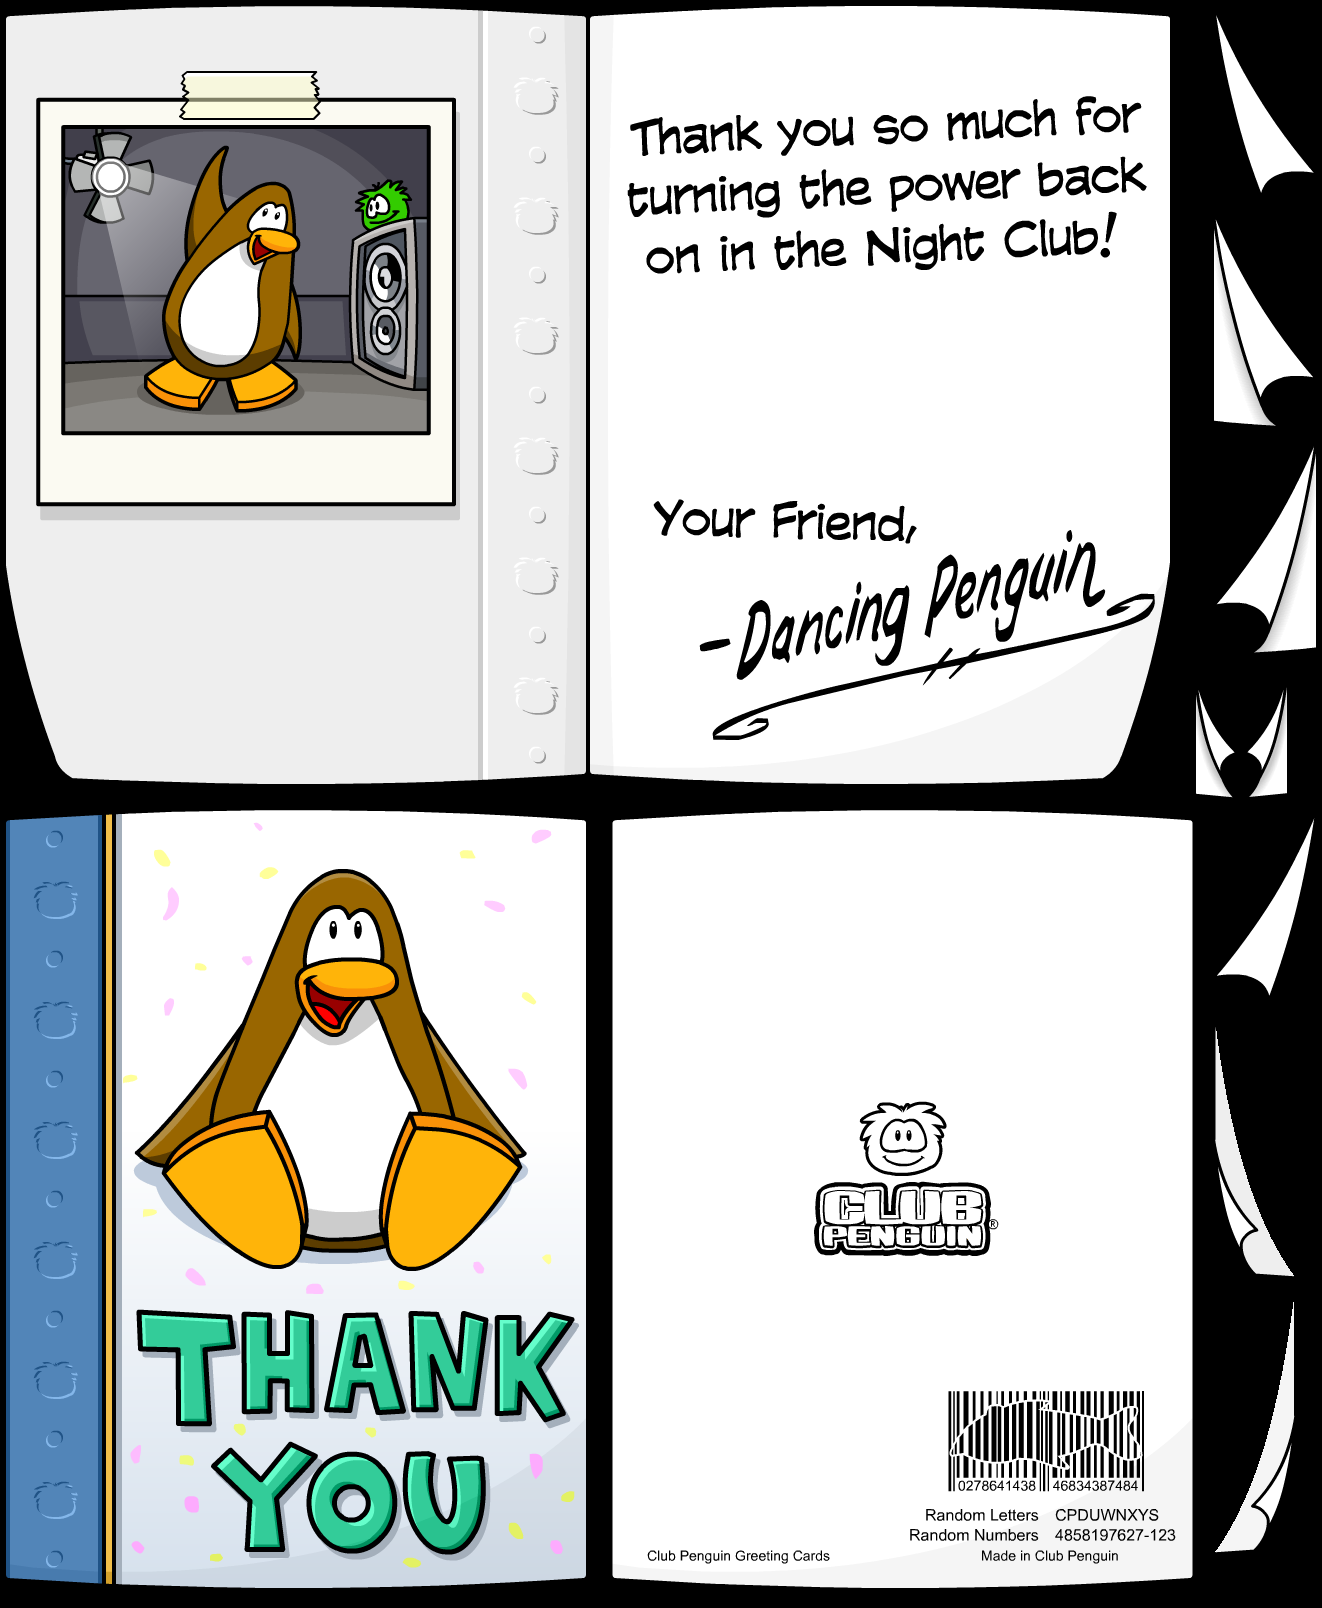 Thank you so much for
turning the power back
on in the Night Club!
Your Friend,
-Dancing Penguin
THANK
YOU
CLUB
PENGUIN®
0278641438 46834387484
Random Letters CPDUWNXYS
Random Numbers 4858197627-123
Club Penguin Greeting Cards Made in Club Penguin